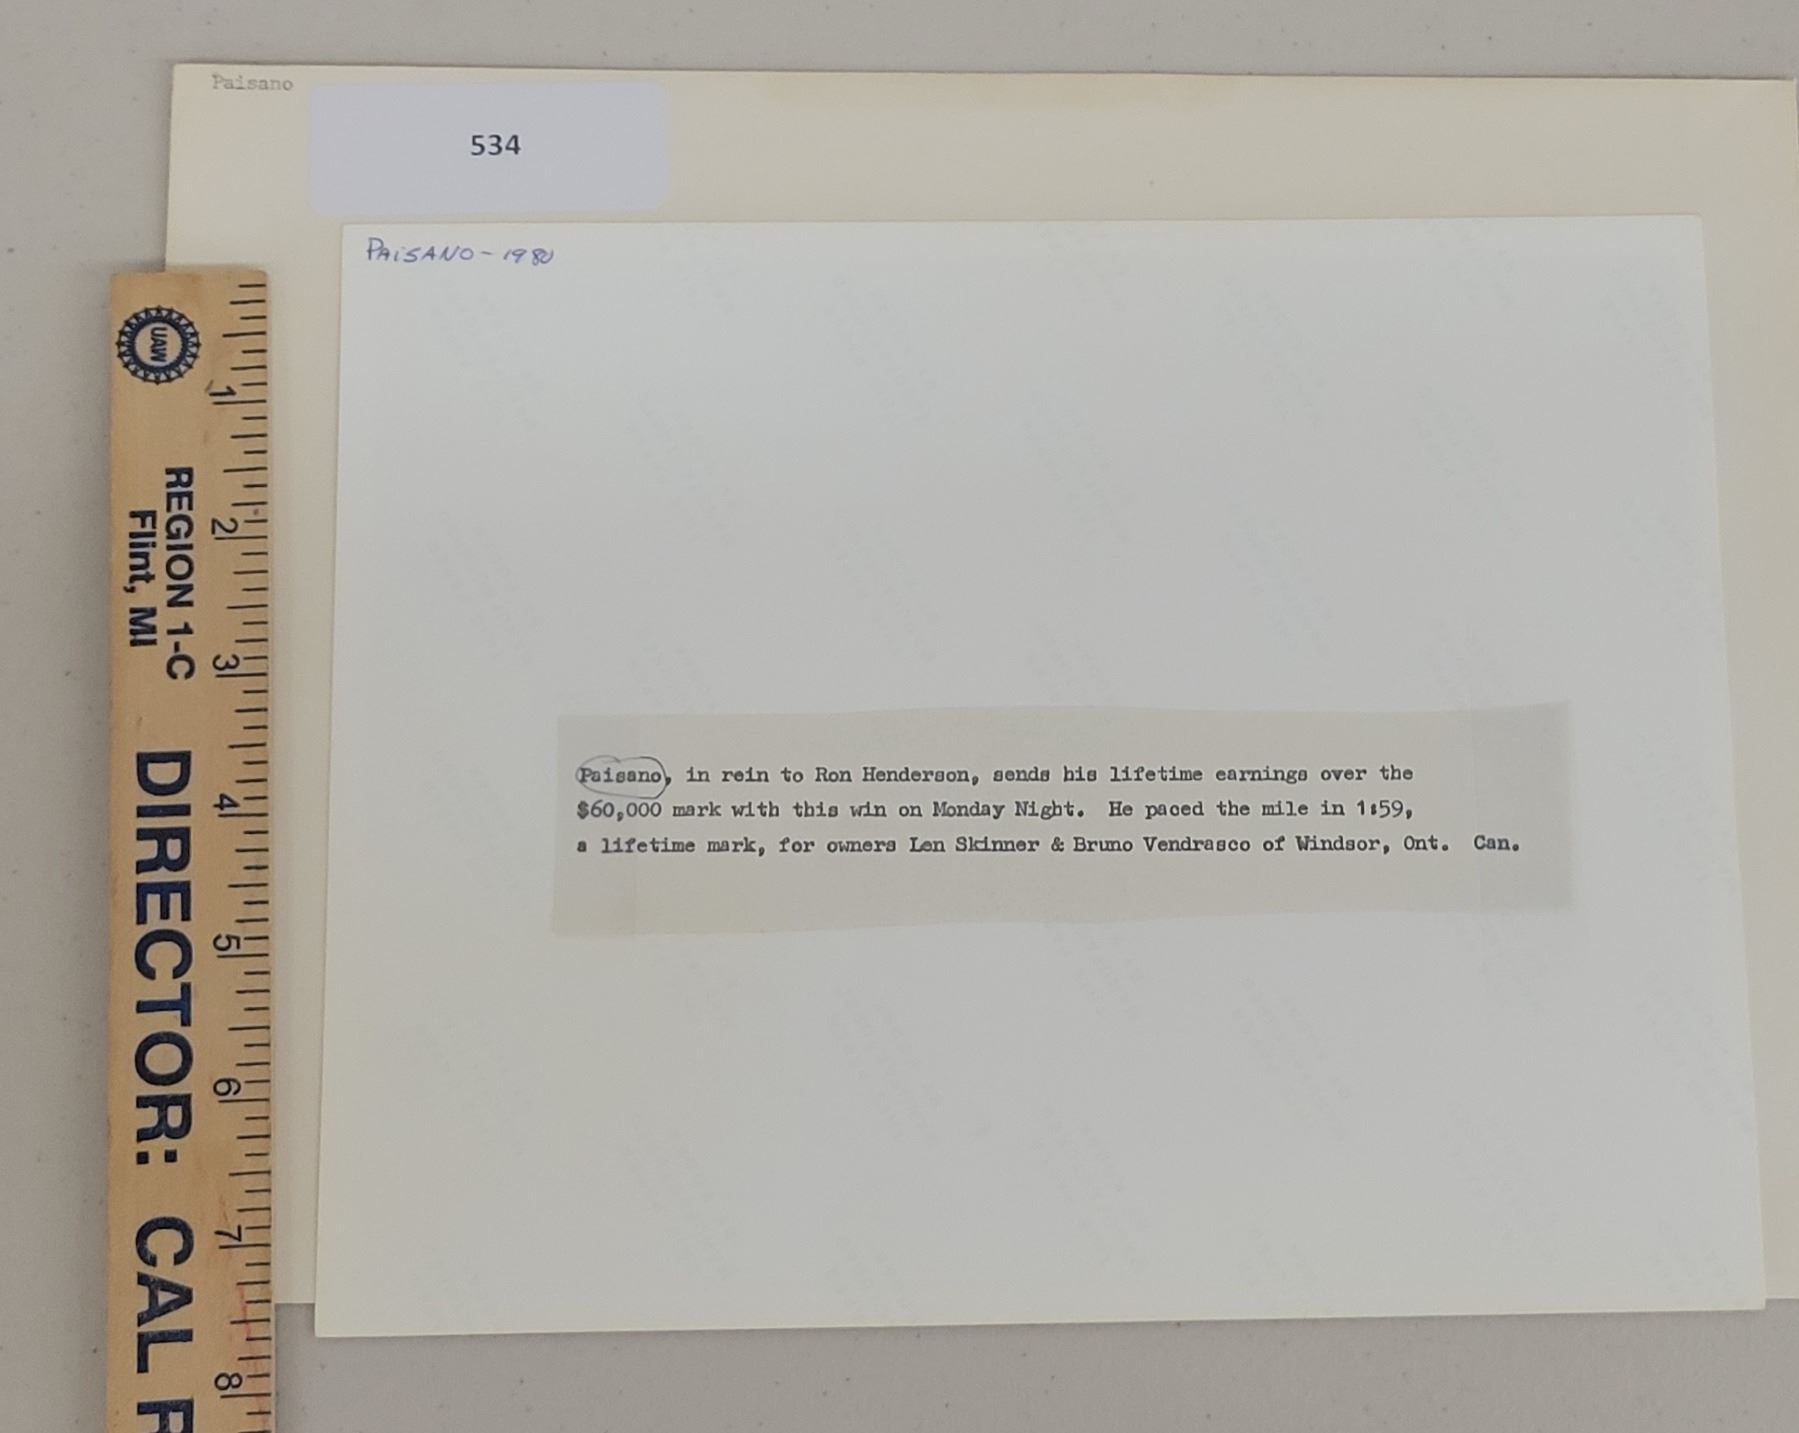 Paisano
534
PAISANO - 1980
Paisano, in rein to Ron Henderson, sends his lifetime earnings over the
$60,000 mark with this win on Monday Night. He paced the mile in 1:59,
a lifetime mark, for owners Len Skinner & Bruno Vendrasco of Windsor, Ont. Can.
UAW
REGION 1-C
Flint, MI
DIRECTOR: CAL
1
2
3
4
5
6
7
8